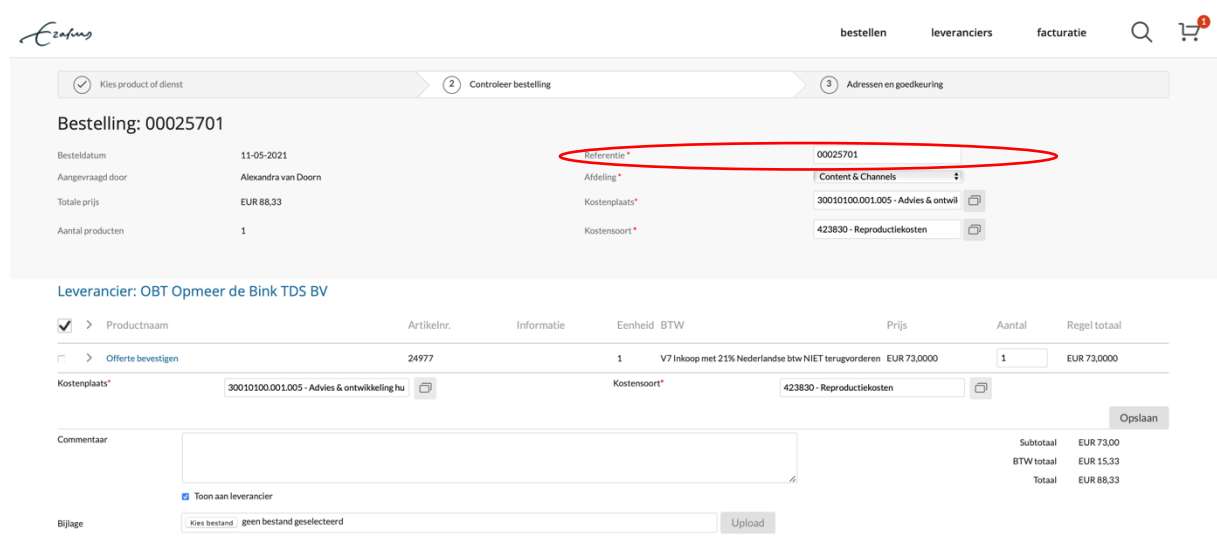 Erasmus
bestellen leveranciers facturatie 1
Kies product of dienst 2 Controleer bestelling 3 Adressen en goedkeuring
Bestelling: 00025701
Besteldatum 11-05-2021 Referentie * 00025701
Aangevraagd door Alexandra van Doorn Afdeling * Content & Channels
Totale prijs EUR 88,33 Kostenplaats* 30010100.001.005 - Advies & ontwik
Aantal producten 1 Kostensoort * 423830 - Reproductiekosten
Leverancier: OBT Opmeer de Bink TDS BV
Productnaam Artikelnr. Informatie Eenheid BTW Prijs Aantal Regel totaal
Offerte bevestigen 24977 1 V7 Inkoop met 21% Nederlandse btw NIET terugvorderen EUR 73,0000 1 EUR 73,0000
Kostenplaats* 30010100.001.005 - Advies & ontwikkeling hu Kostensoort* 423830 - Reproductiekosten
Opslaan
Commentaar Subtotaal EUR 73,00
BTW totaal EUR 15,33
Totaal EUR 88,33
Toon aan leverancier
Bijlage Kies bestand geen bestand geselecteerd Upload